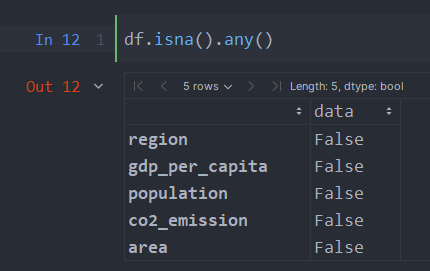 In 12 1 df.isna().any()
Out 12
5 rows Length: 5, dtype: bool
data
region False
gdp_per_capita False
population False
co2_emission False
area False